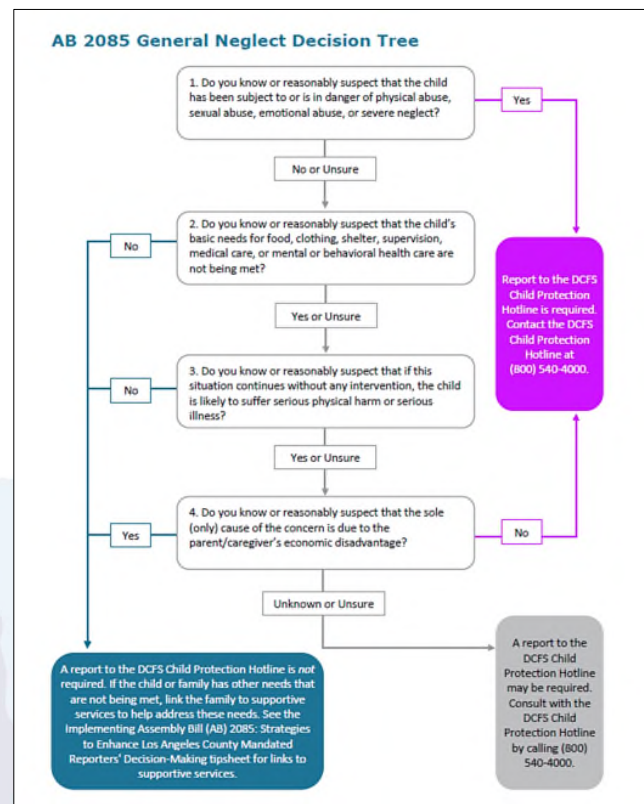 AB 2085 General Neglect Decision Tree
1. Do you know or reasonably suspect that the child
has been subject to or is in danger of physical abuse,
sexual abuse, emotional abuse, or severe neglect?
Yes
No or Unsure
2. Do you know or reasonably suspect that the child's
basic needs for food, clothing, shelter, supervision,
medical care, or mental or behavioral health care are
not being met?
No
Yes or Unsure
Report to the DCFS
Child Protection
Hotline is required.
Contact the DCFS
Child Protection
Hotline at
(800) 540-4000.
3. Do you know or reasonably suspect that if this
situation continues without any intervention, the child
is likely to suffer serious physical harm or serious
illness?
No
Yes or Unsure
4. Do you know or reasonably suspect that the sole
(only) cause of the concern is due to the
parent/caregiver's economic disadvantage?
Yes
No
Unknown or Unsure
A report to the DCFS Child Protection Hotline is not
required. If the child or family has other needs that
are not being met, link the family to supportive
services to help address these needs. See the
Implementing Assembly Bill (AB) 2085: Strategies
to Enhance Los Angeles County Mandated
Reporters' Decision-Making tipsheet for links to
supportive services.
A report to the
DCFS Child
Protection Hotline
may be required.
Consult with the
DCFS Child
Protection Hotline
by calling (800)
540-4000.